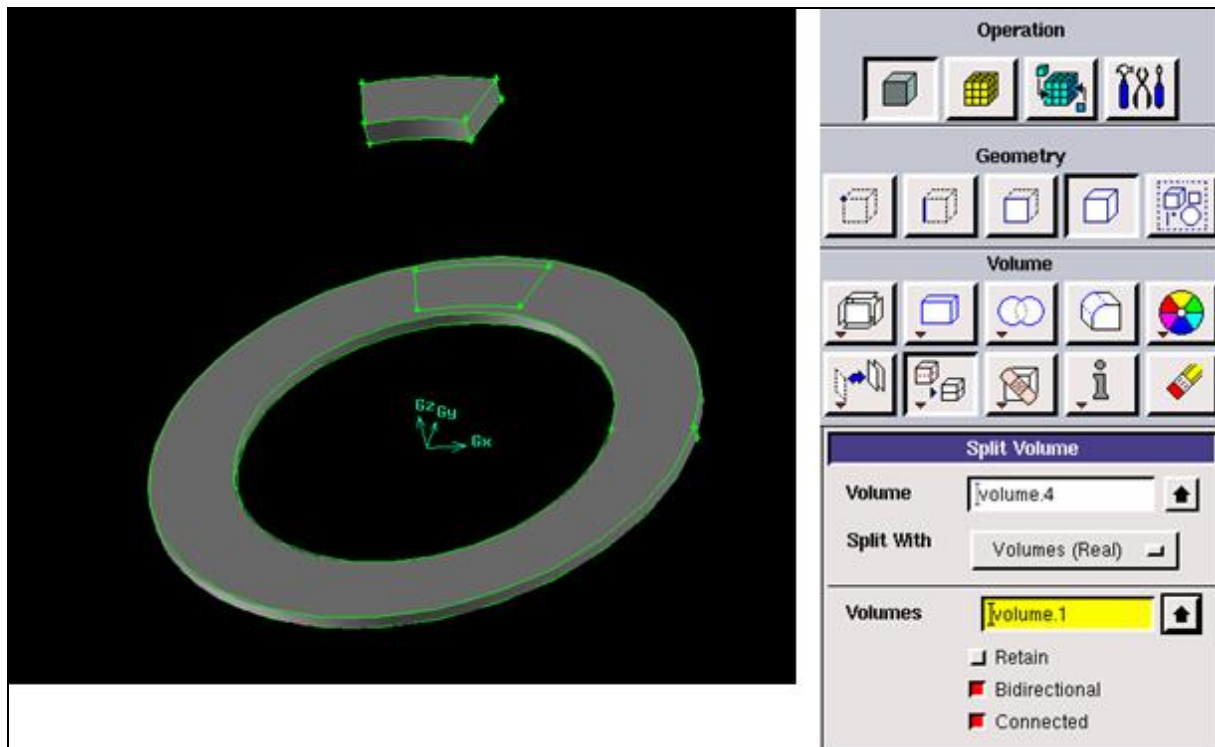 Operation
Geometry
Volume
Split Volume
Volume volume.4
Split With Volumes (Real)
Volumes volume.1
Retain
Bidirectional
Connected
Gz Gy
Gx